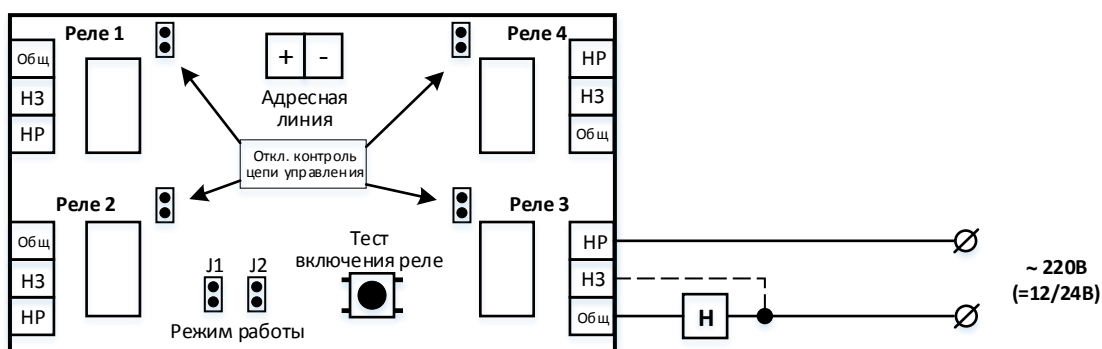 Реле 1
Реле 4
Общ
НЗ
НР
+ -
Адресная
линия
НР
НЗ
Общ
Откл. контроль
цепи управления
Реле 2
Реле 3
Общ
НЗ
НР
J1 J2
Режим работы
Тест
включения реле
НР
НЗ
Общ
Н
~ 220В
(=12/24В)